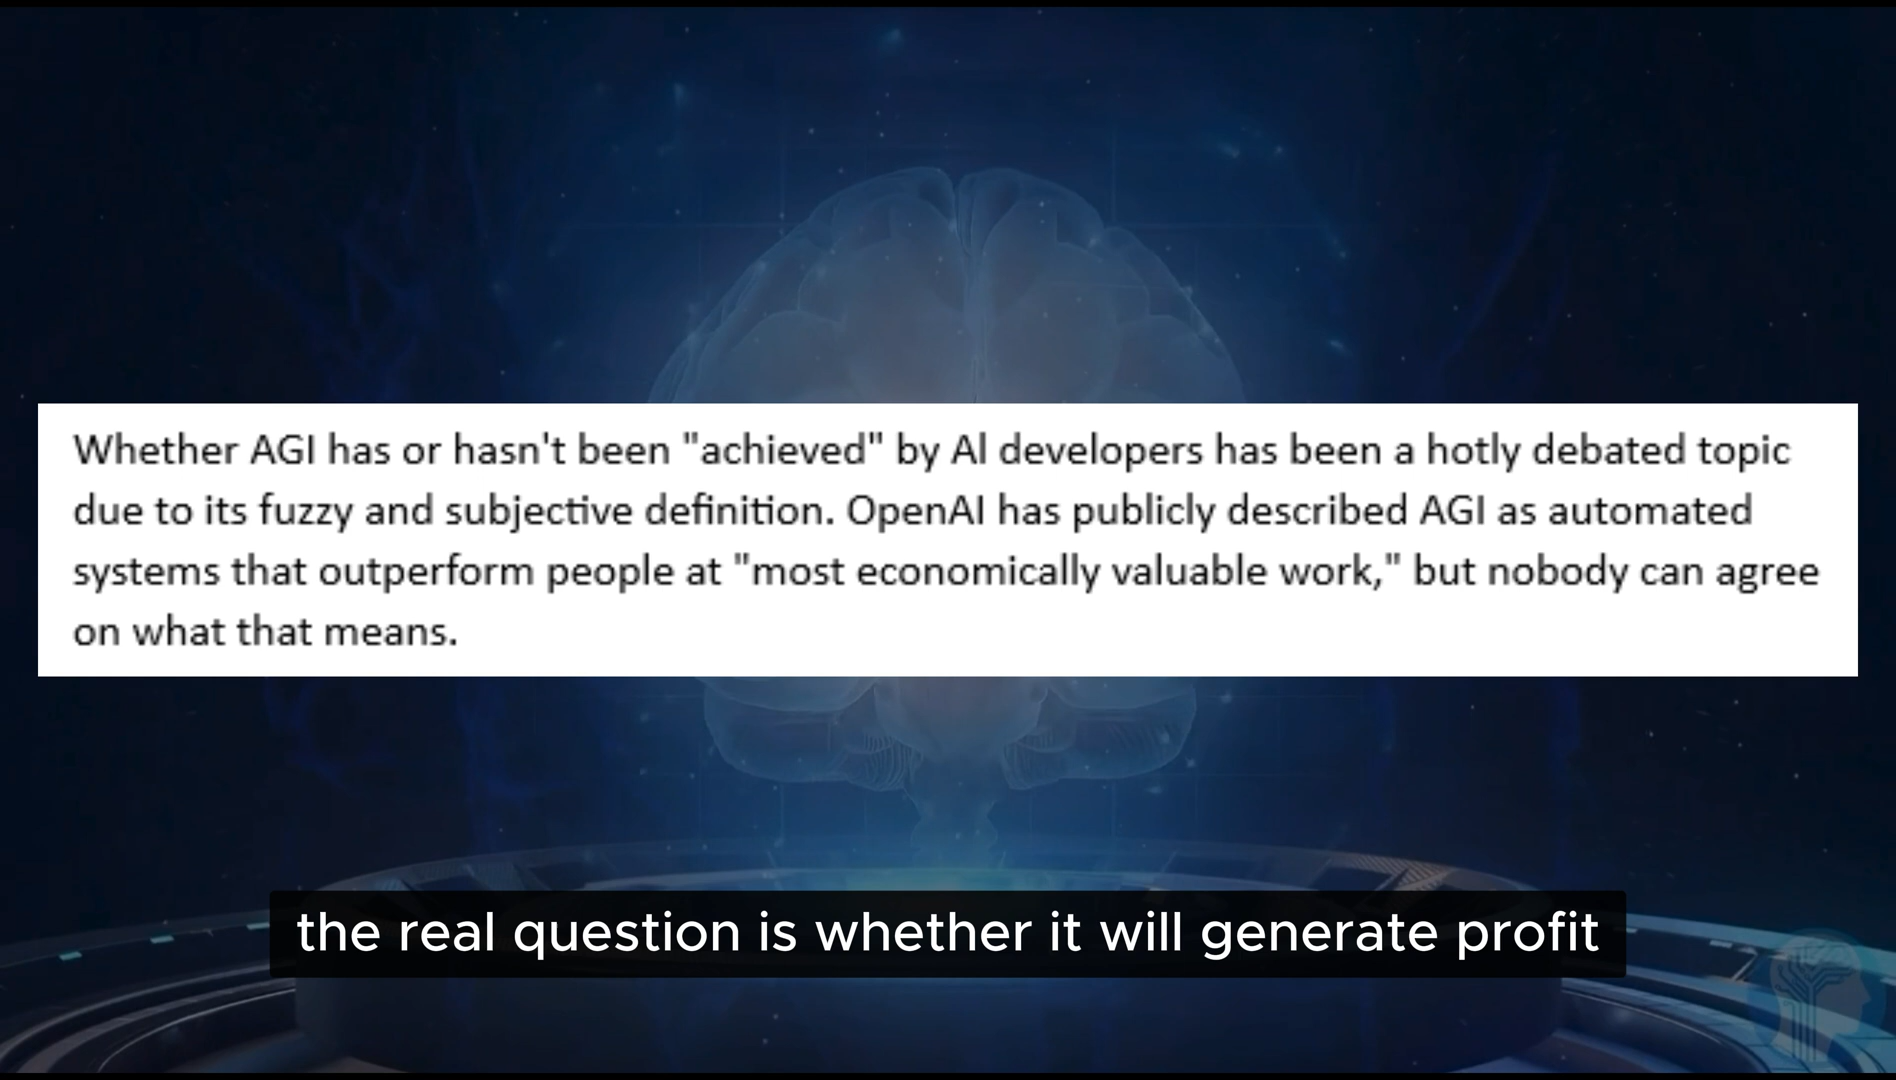 Whether AGI has or hasn't been "achieved" by AI developers has been a hotly debated topic
due to its fuzzy and subjective definition. OpenAI has publicly described AGI as automated
systems that outperform people at "most economically valuable work," but nobody can agree
on what that means.
the real question is whether it will generate profit